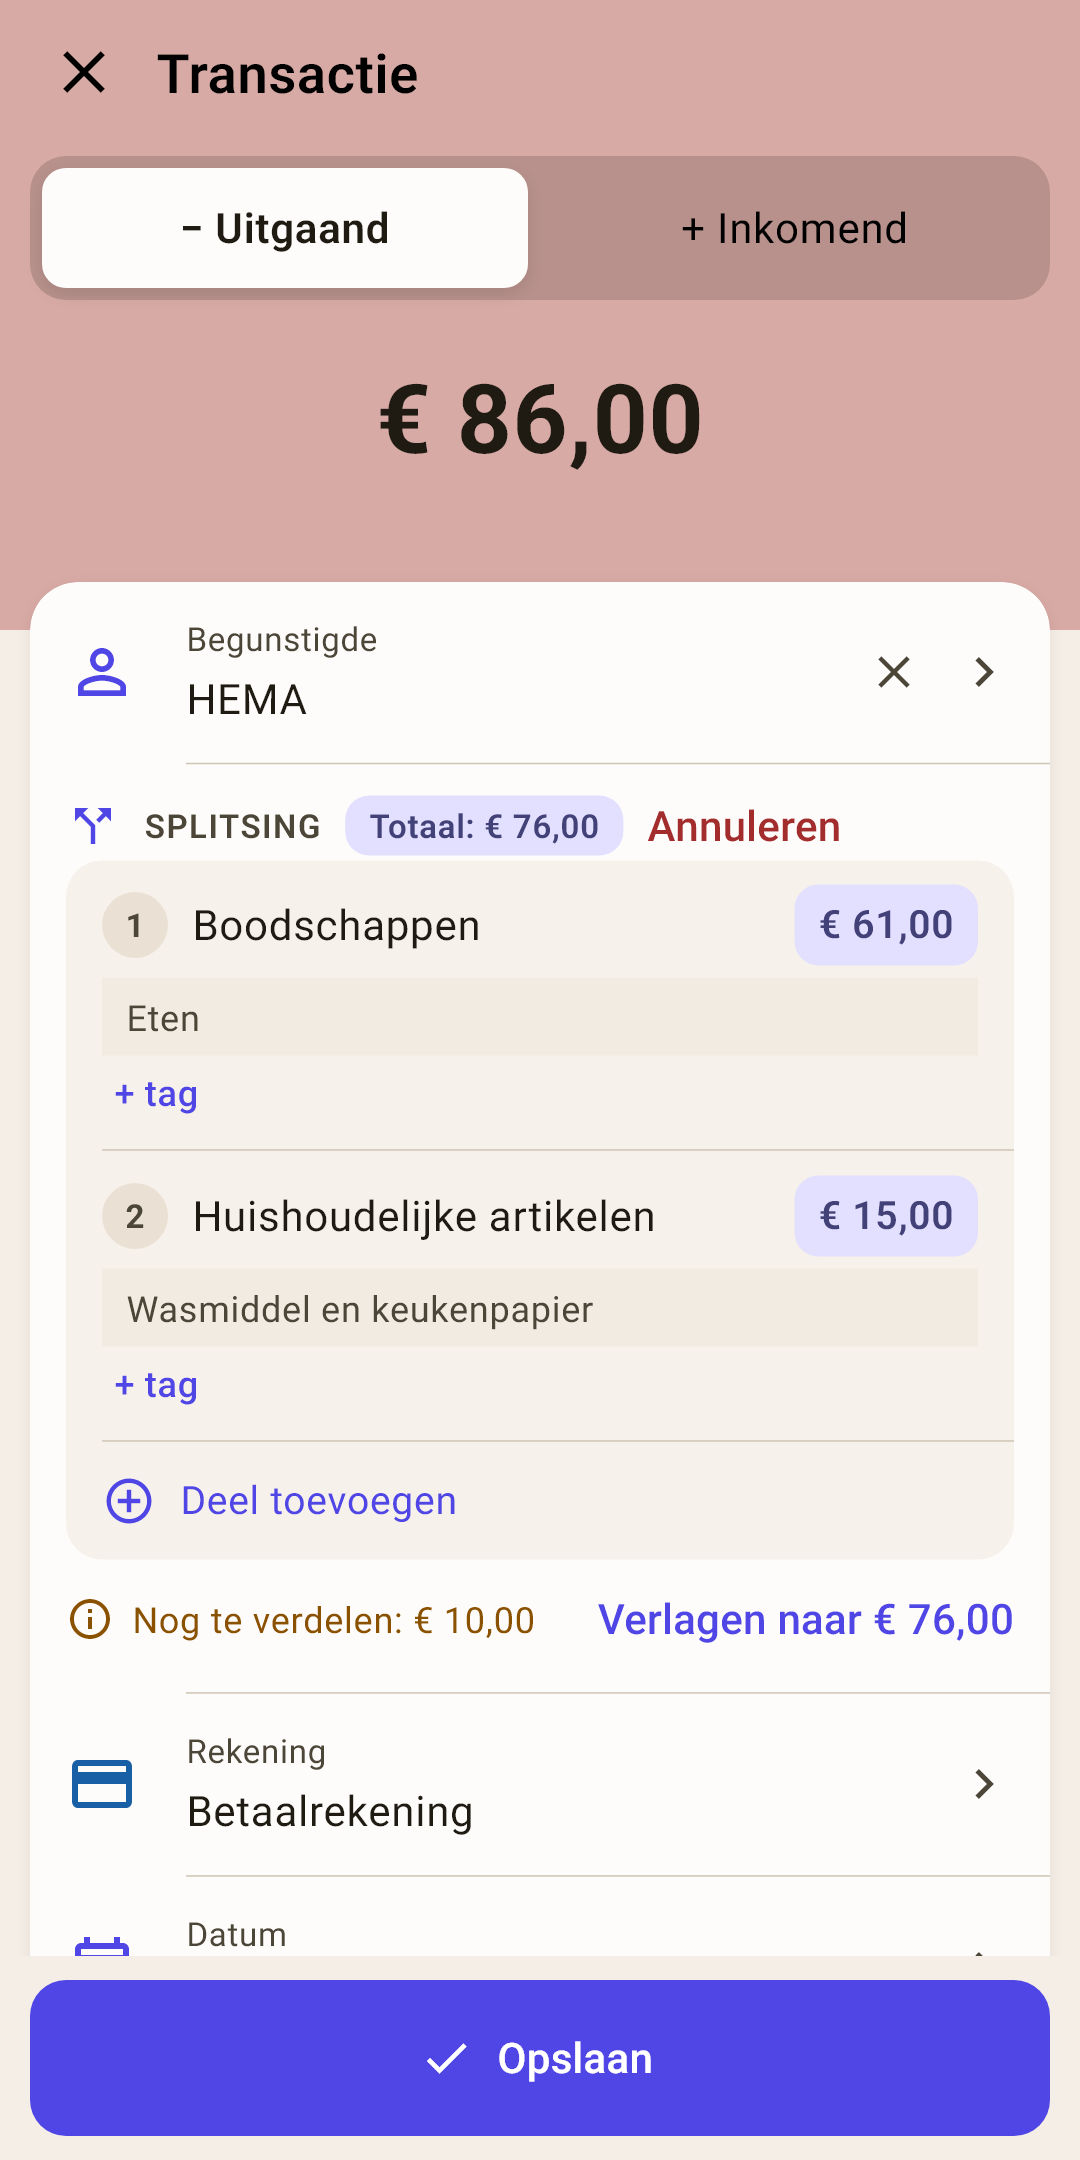 Transactie
− Uitgaand
+ Inkomend
€ 86,00
Begunstigde
HEMA
SPLITSING
Totaal: € 76,00
Annuleren
1
Boodschappen
€ 61,00
Eten
+ tag
2
Huishoudelijke artikelen
€ 15,00
Wasmiddel en keukenpapier
+ tag
Deel toevoegen
Nog te verdelen: € 10,00
Verlagen naar € 76,00
Rekening
Betaalrekening
Datum
Opslaan